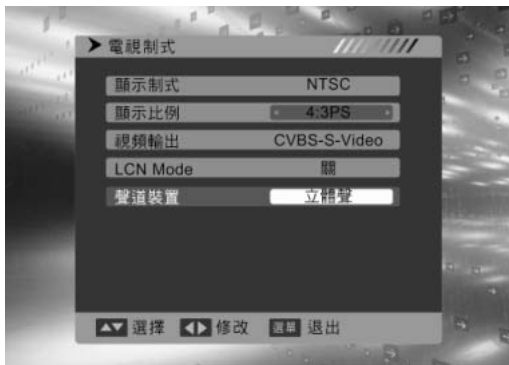 電視制式
顯示制式 NTSC
顯示比例 4:3PS
視頻輸出 CVBS-S-Video
LCN Mode 關
聲道裝置 立體聲
選擇 修改 選單 退出